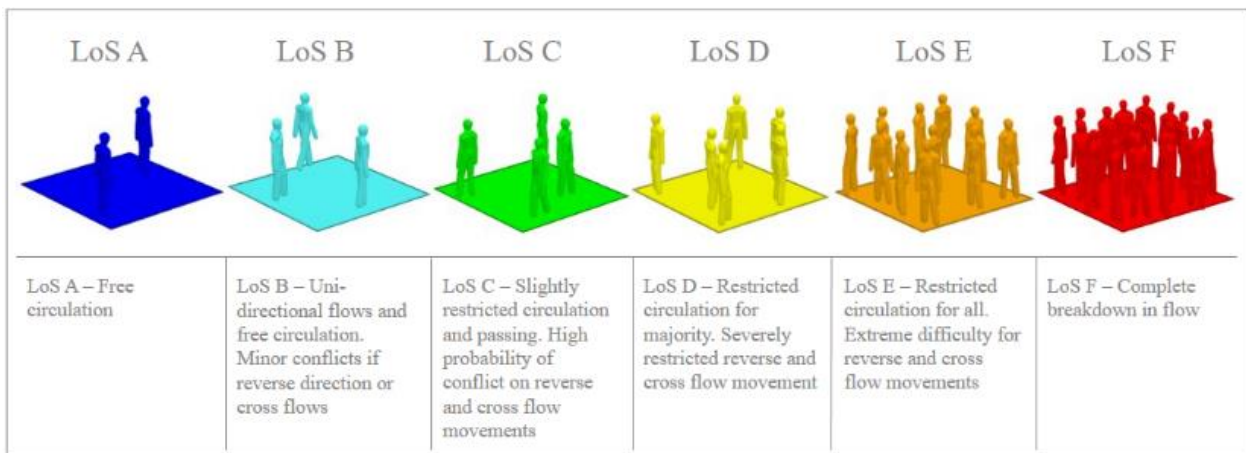 LoS A
LoS B
LoS C
LoS D
LoS E
LoS F
LoS A – Free
circulation
LoS B – Uni-
directional flows and
free circulation.
Minor conflicts if
reverse direction or
cross flows
LoS C – Slightly
restricted circulation
and passing. High
probability of
conflict on reverse
and cross flow
movements
LoS D – Restricted
circulation for
majority. Severely
restricted reverse and
cross flow movement
LoS E – Restricted
circulation for all.
Extreme difficulty for
reverse and cross
flow movements
LoS F – Complete
breakdown in flow